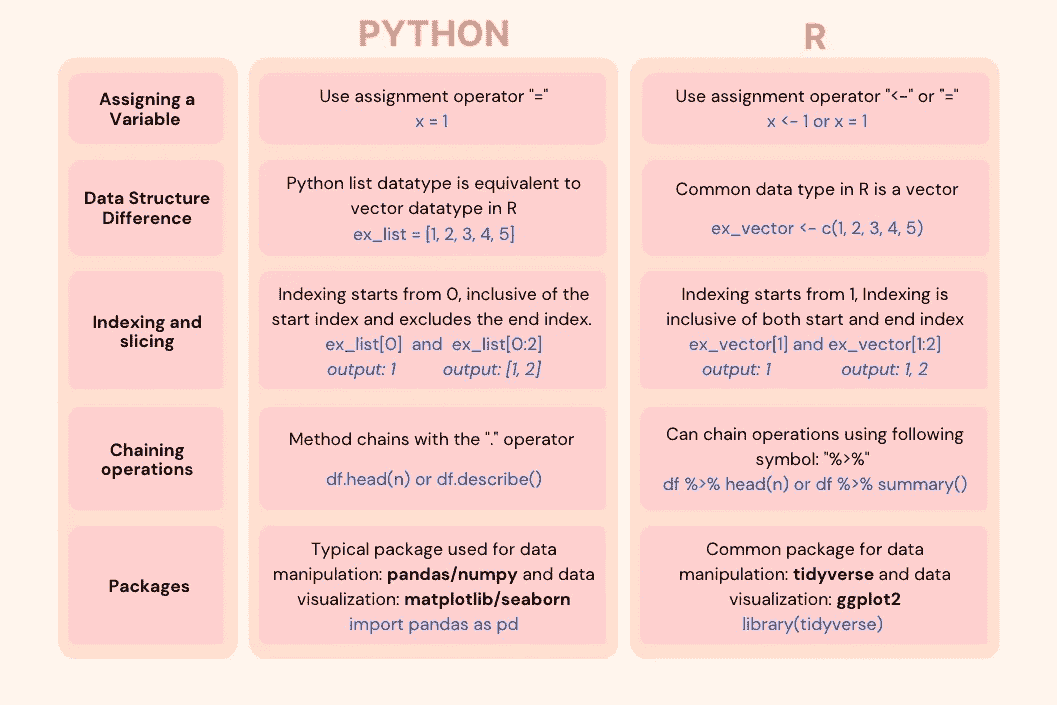 PYTHON
R
Assigning a
Variable
Use assignment operator "="
x = 1
Use assignment operator "<-" or "="
x <- 1 or x = 1
Data Structure
Difference
Python list datatype is equivalent to
vector datatype in R
ex_list = [1, 2, 3, 4, 5]
Common data type in R is a vector
ex_vector <- c(1, 2, 3, 4, 5)
Indexing and
slicing
Indexing starts from 0, inclusive of the
start index and excludes the end index.
ex_list[0] and ex_list[0:2]
output: 1 output: [1, 2]
Indexing starts from 1, Indexing is
inclusive of both start and end index
ex_vector[1] and ex_vector[1:2]
output: 1 output: 1, 2
Chaining
operations
Method chains with the "." operator
df.head(n) or df.describe()
Can chain operations using following
symbol: "%>%"
df %>% head(n) or df %>% summary()
Packages
Typical package used for data
manipulation: pandas/numpy and data
visualization: matplotlib/seaborn
import pandas as pd
Common package for data
manipulation: tidyverse and data
visualization: ggplot2
library(tidyverse)